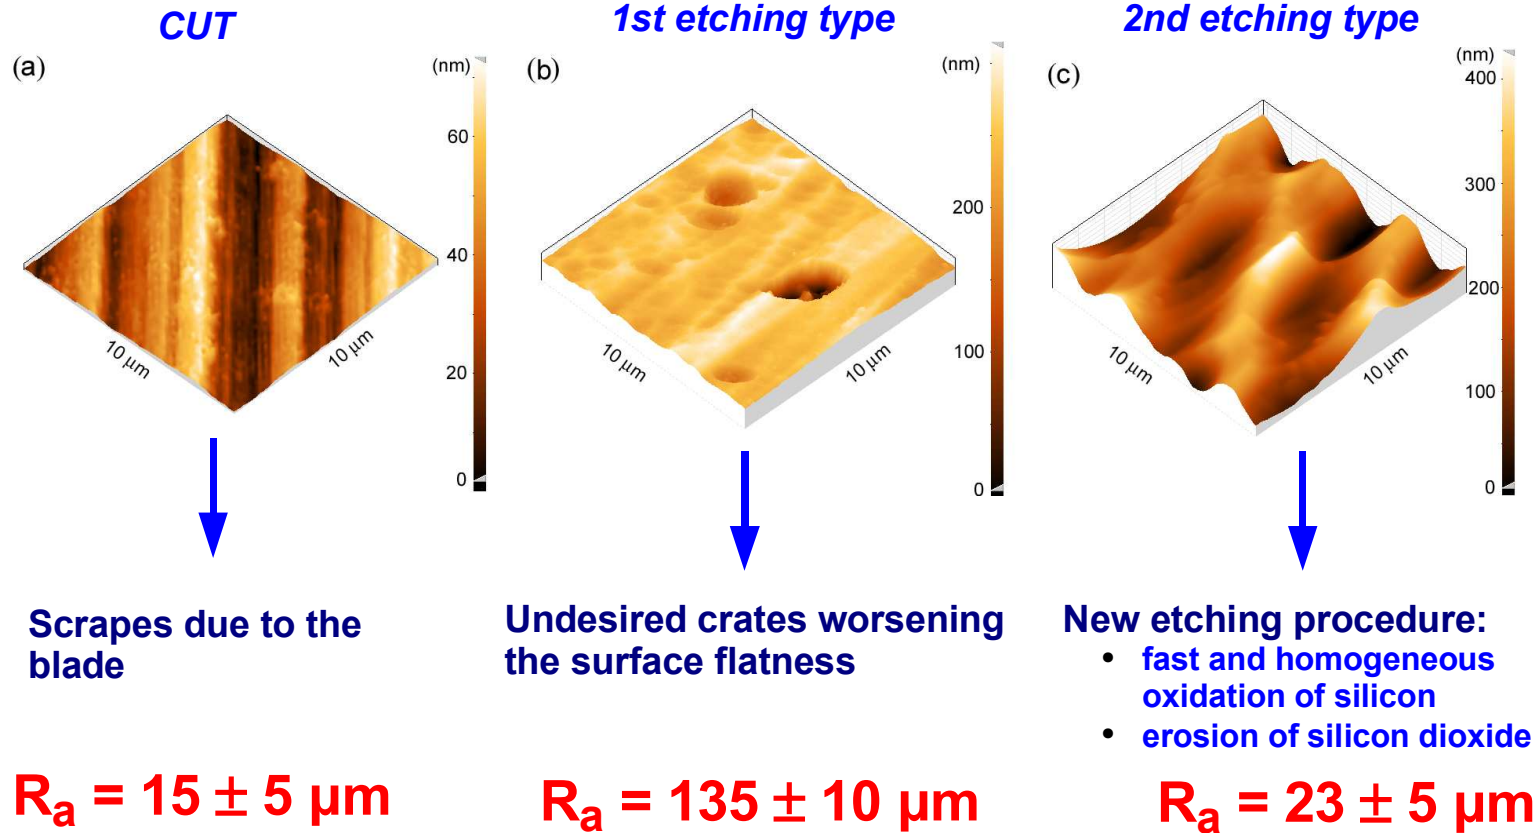 CUT
1st etching type
2nd etching type
(a)
(nm)
60
40
20
0
10 µm
10 µm
(b)
(nm)
200
100
0
10 µm
10 µm
(c)
(nm)
400
300
200
100
0
10 µm
10 µm
Scrapes due to the
blade
Undesired crates worsening
the surface flatness
New etching procedure:
• fast and homogeneous
oxidation of silicon
• erosion of silicon dioxide
Ra = 15 ± 5 µm
Ra = 135 ± 10 µm
Ra = 23 ± 5 µm